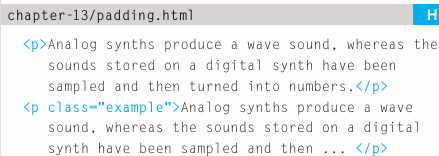 chapter-13/padding.html H
<p>Analog synths produce a wave sound, whereas the
sounds stored on a digital synth have been
sampled and then turned into numbers.</p>
<p class="example">Analog synths produce a wave
sound, whereas the sounds stored on a digital
synth have been sampled and then ... </p>